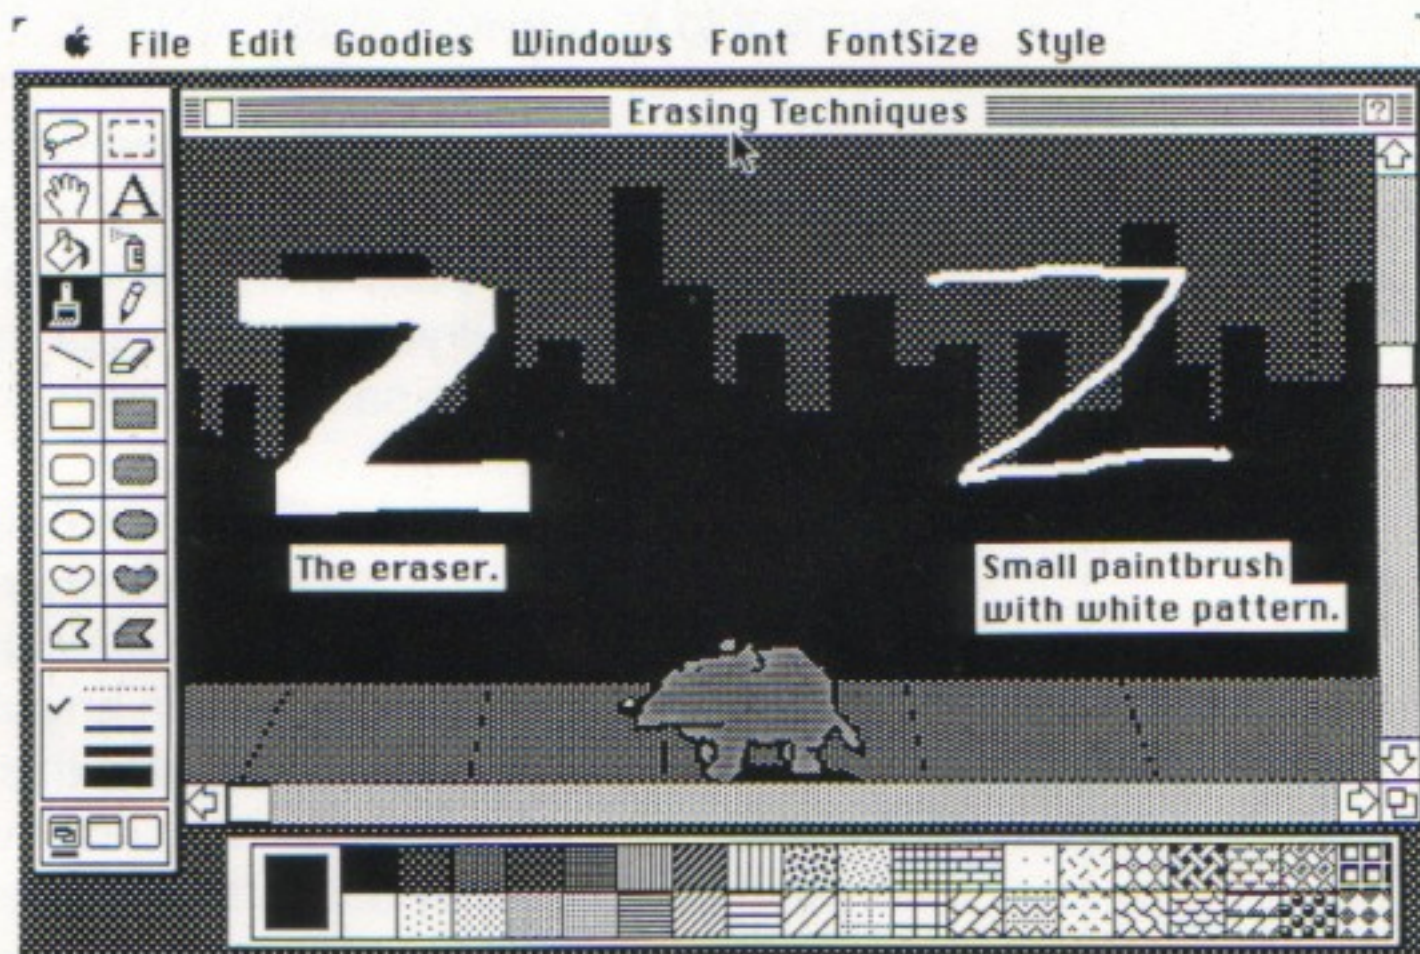 File Edit Goodies Windows Font FontSize Style
Erasing Techniques
?
A
Z Z
The eraser.
Small paintbrush
with white pattern.